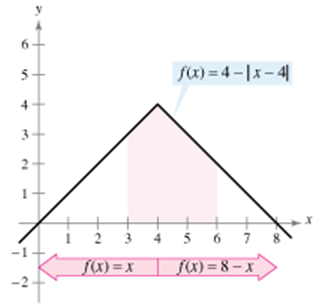 y
6
5
f(x) = 4 − |x − 4|
4
3
2
1
x
1 2 3 4 5 6 7 8
−1
f(x) = x f(x) = 8 − x
−2